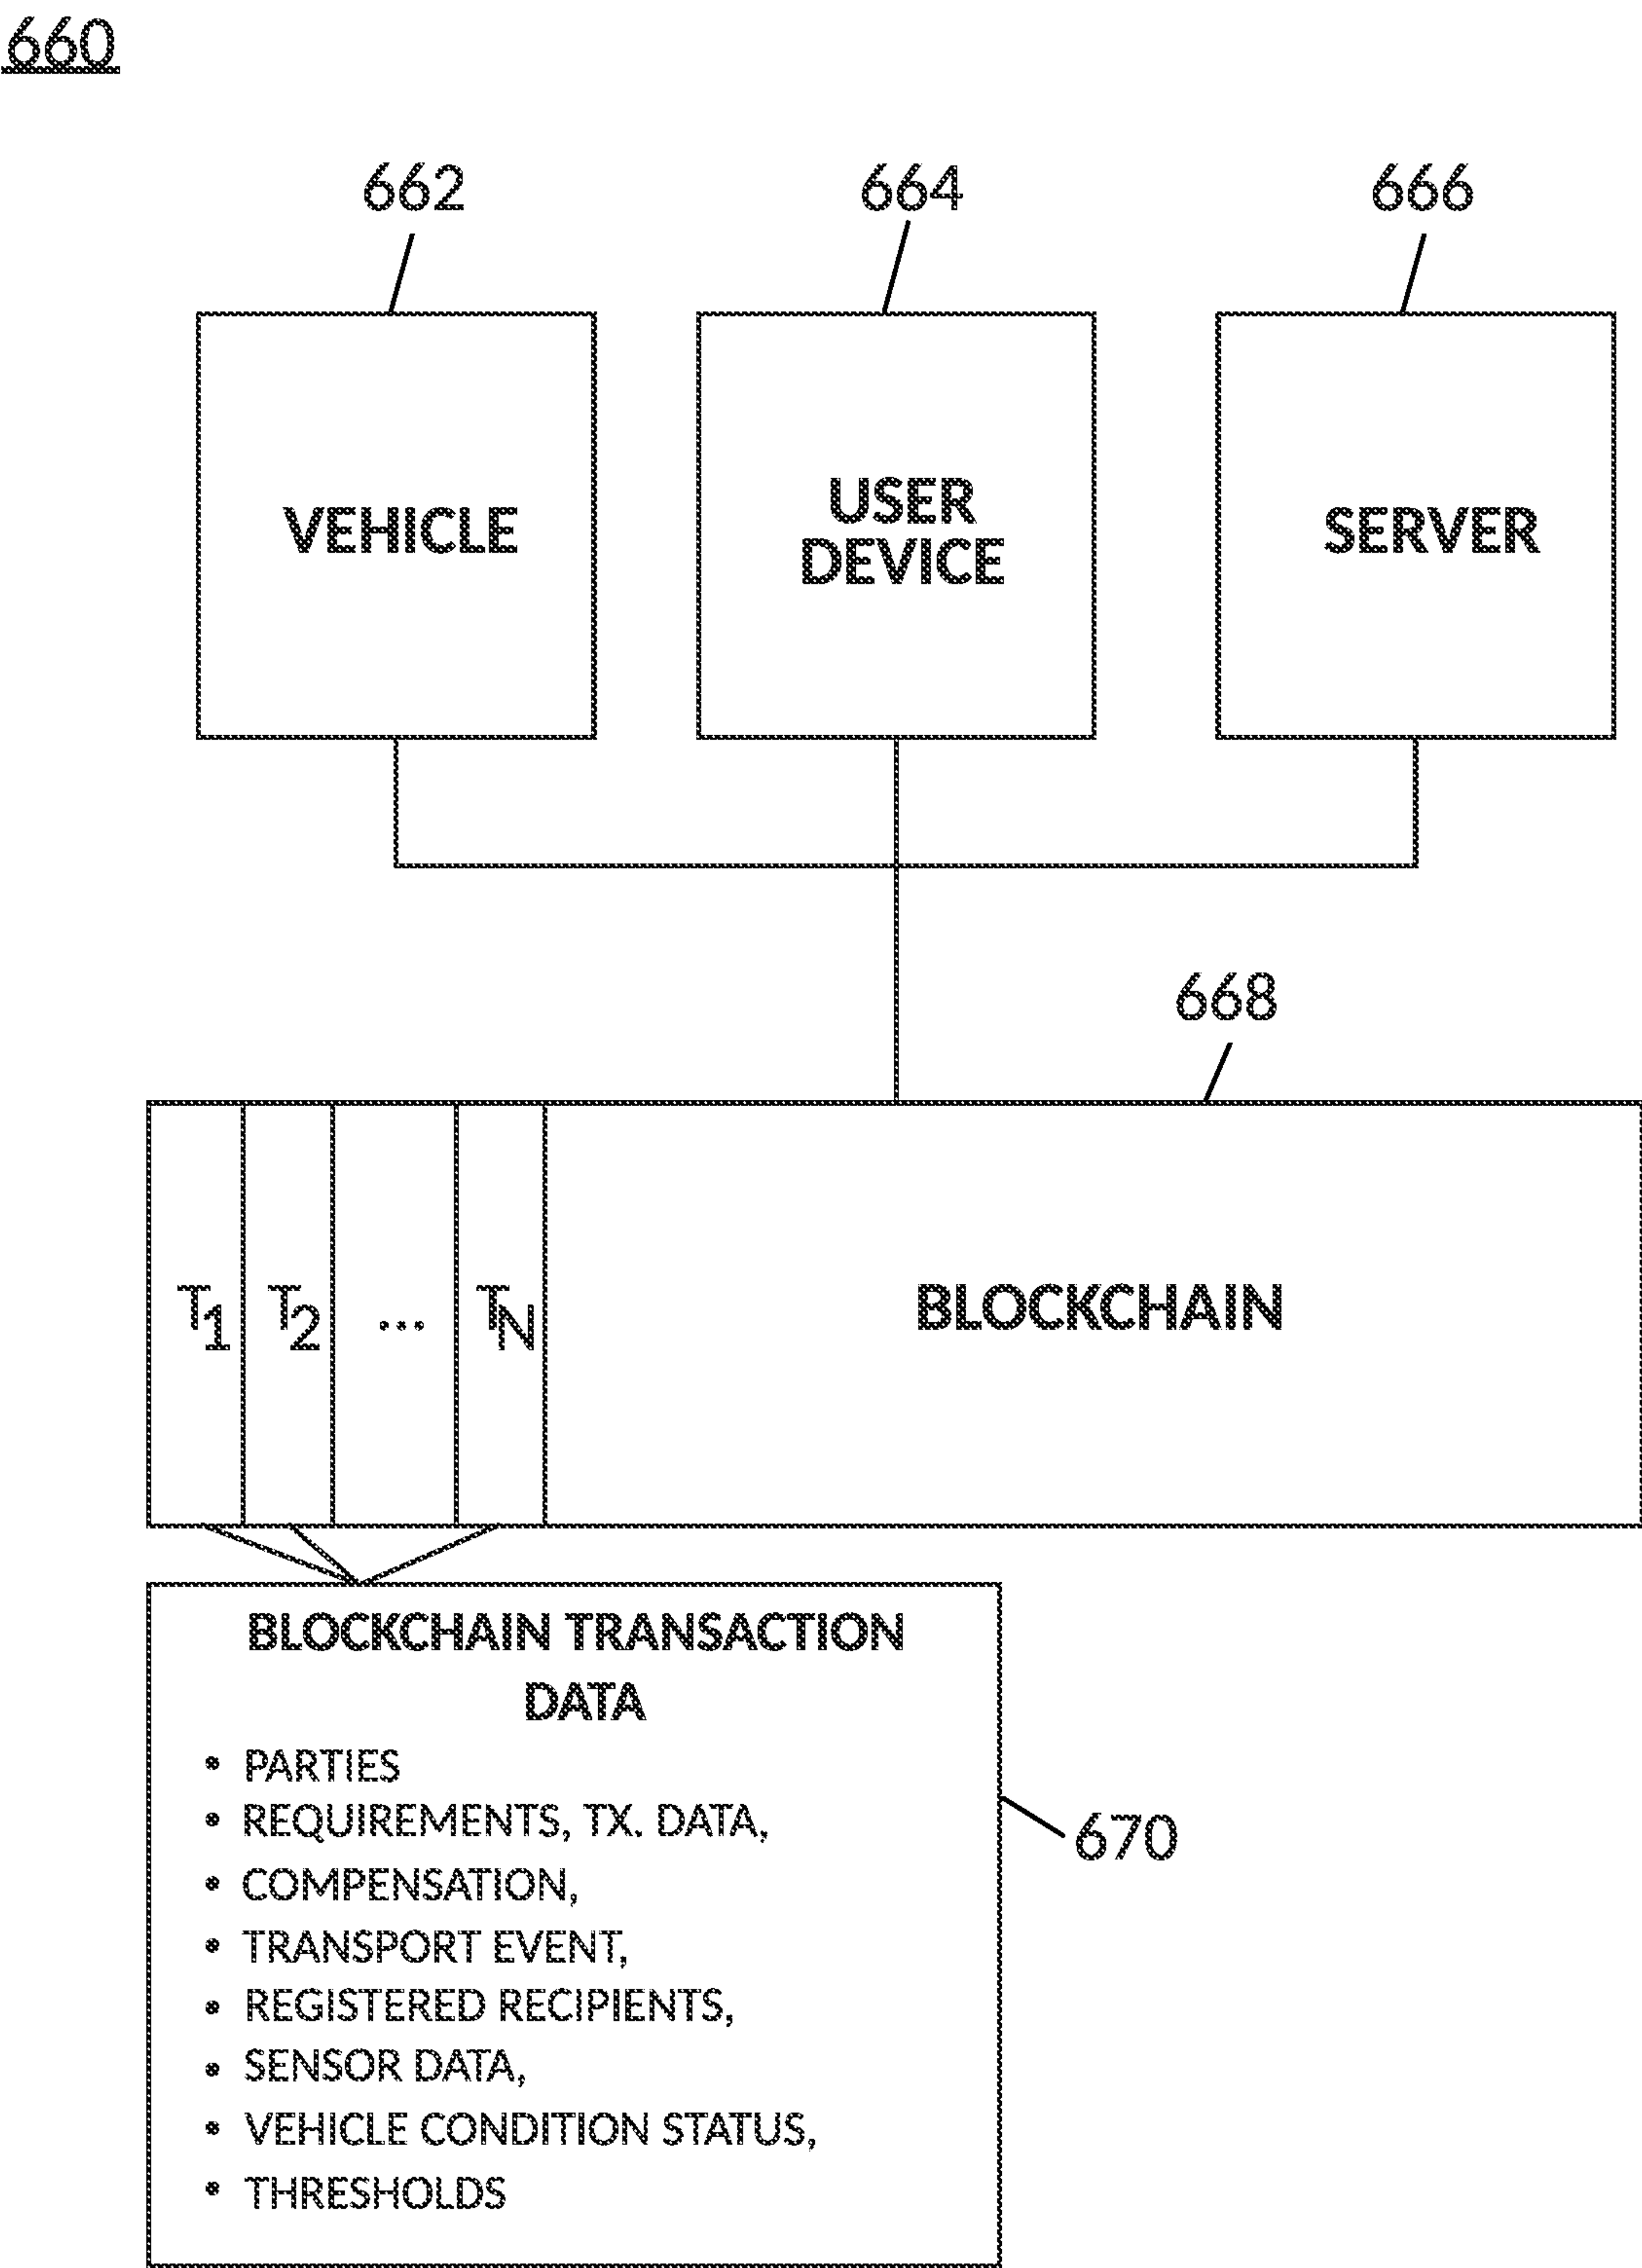 660
662
664
666
VEHICLE
USER
DEVICE
SERVER
668
T1
T2
...
TN
BLOCKCHAIN
BLOCKCHAIN TRANSACTION
DATA
• PARTIES
• REQUIREMENTS, TX. DATA,
• COMPENSATION,
• TRANSPORT EVENT,
• REGISTERED RECIPIENTS,
• SENSOR DATA,
• VEHICLE CONDITION STATUS,
• THRESHOLDS
670